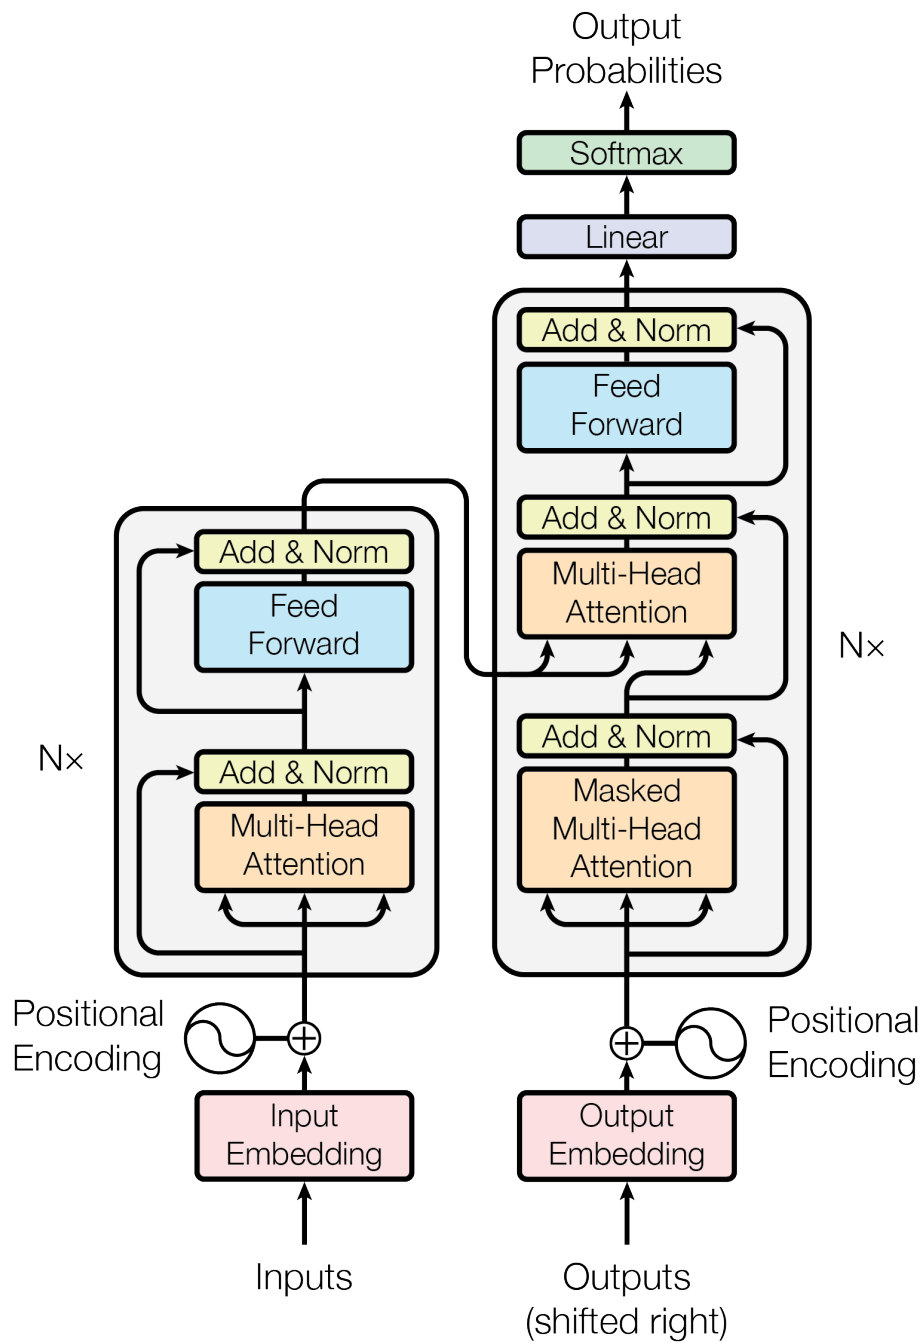 Output
Probabilities
Softmax
Linear
Add & Norm
Feed
Forward
Add & Norm
Multi-Head
Attention
N×
Add & Norm
Masked
Multi-Head
Attention
Add & Norm
Feed
Forward
N×
Add & Norm
Multi-Head
Attention
Positional
Encoding
Positional
Encoding
Input
Embedding
Output
Embedding
Inputs
Outputs
(shifted right)